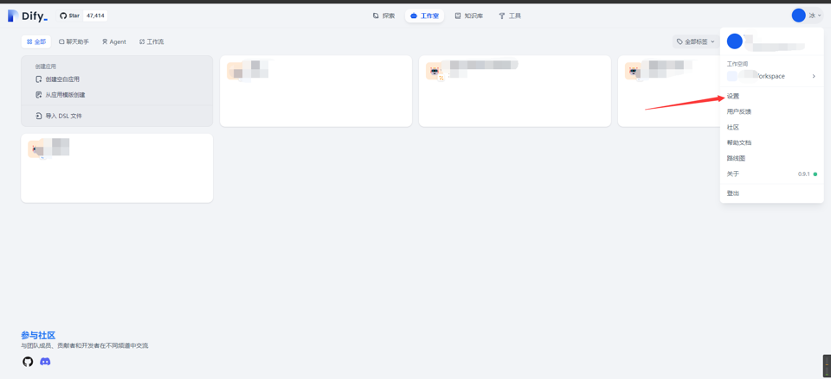 Dify_
Star 47,414
探索
工作室
知识库
工具
冰
全部
聊天助手
Agent
工作流
全部标签
创建应用
创建空白应用
从应用模版创建
导入 DSL 文件
工作空间
orkspace
设置
用户反馈
社区
帮助文档
路线图
关于 0.9.1
登出
参与社区
与团队成员、贡献者和开发者在不同频道中交流